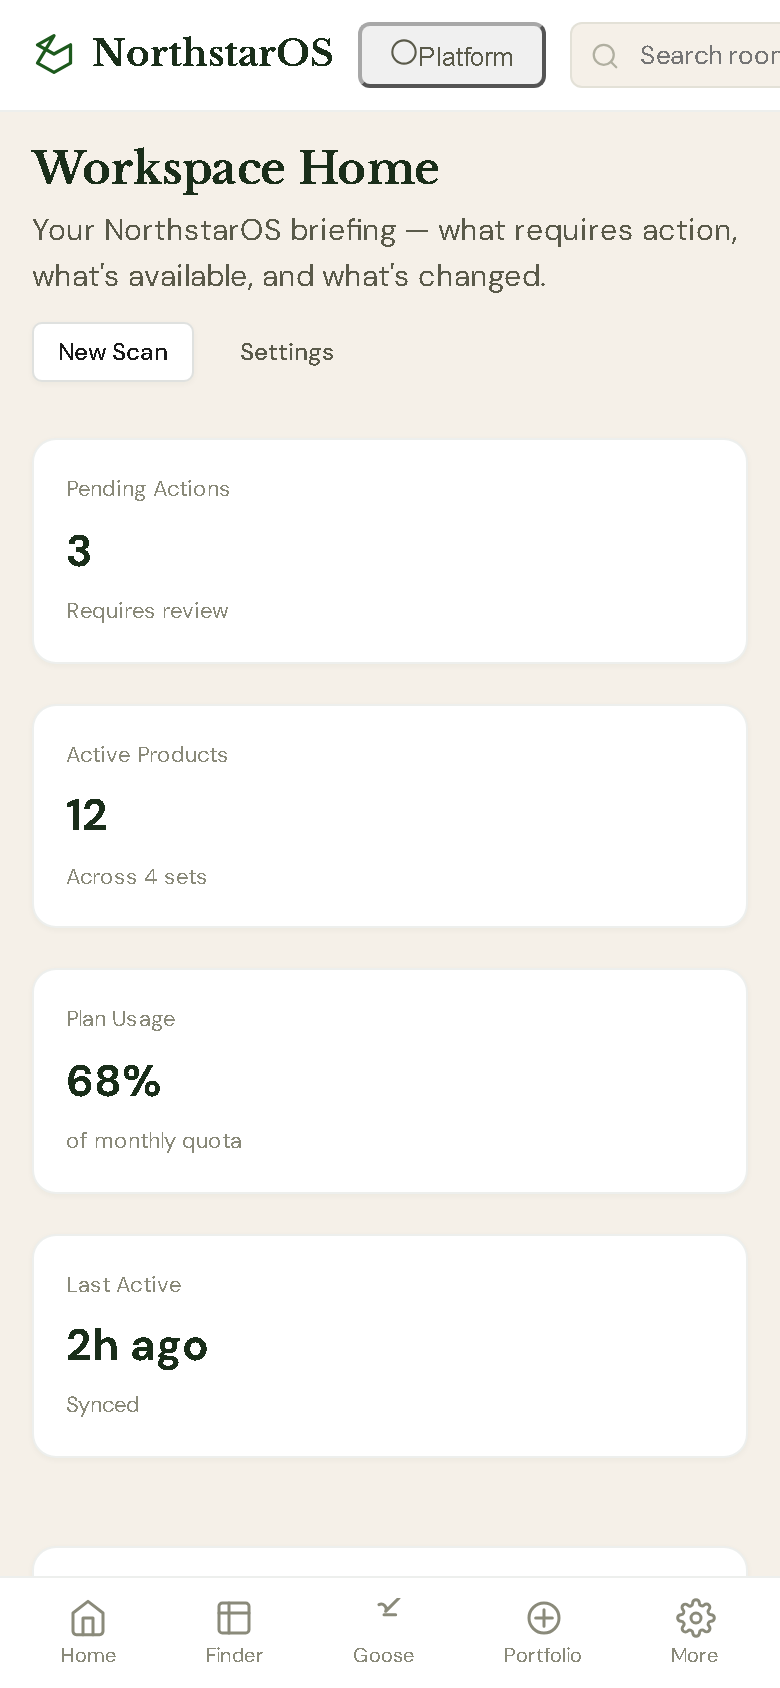 NorthstarOS
Platform
Search roor
Workspace Home
Your NorthstarOS briefing — what requires action,
what's available, and what's changed.
New Scan
Settings
Pending Actions
3
Requires review
Active Products
12
Across 4 sets
Plan Usage
68%
of monthly quota
Last Active
2h ago
Synced
Home
Finder
Goose
Portfolio
More